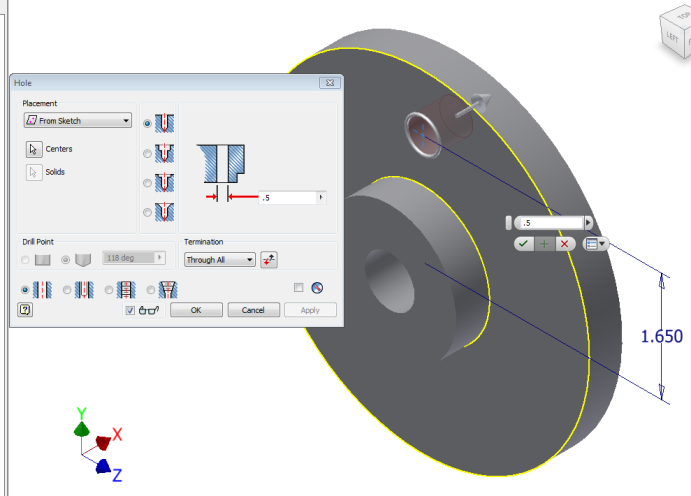 Hole
Placement
From Sketch
Centers
Solids
.5
Drill Point
118 deg
Termination
Through All
OK
Cancel
Apply
TOP
LEFT
.5
1.650
Y
X
Z